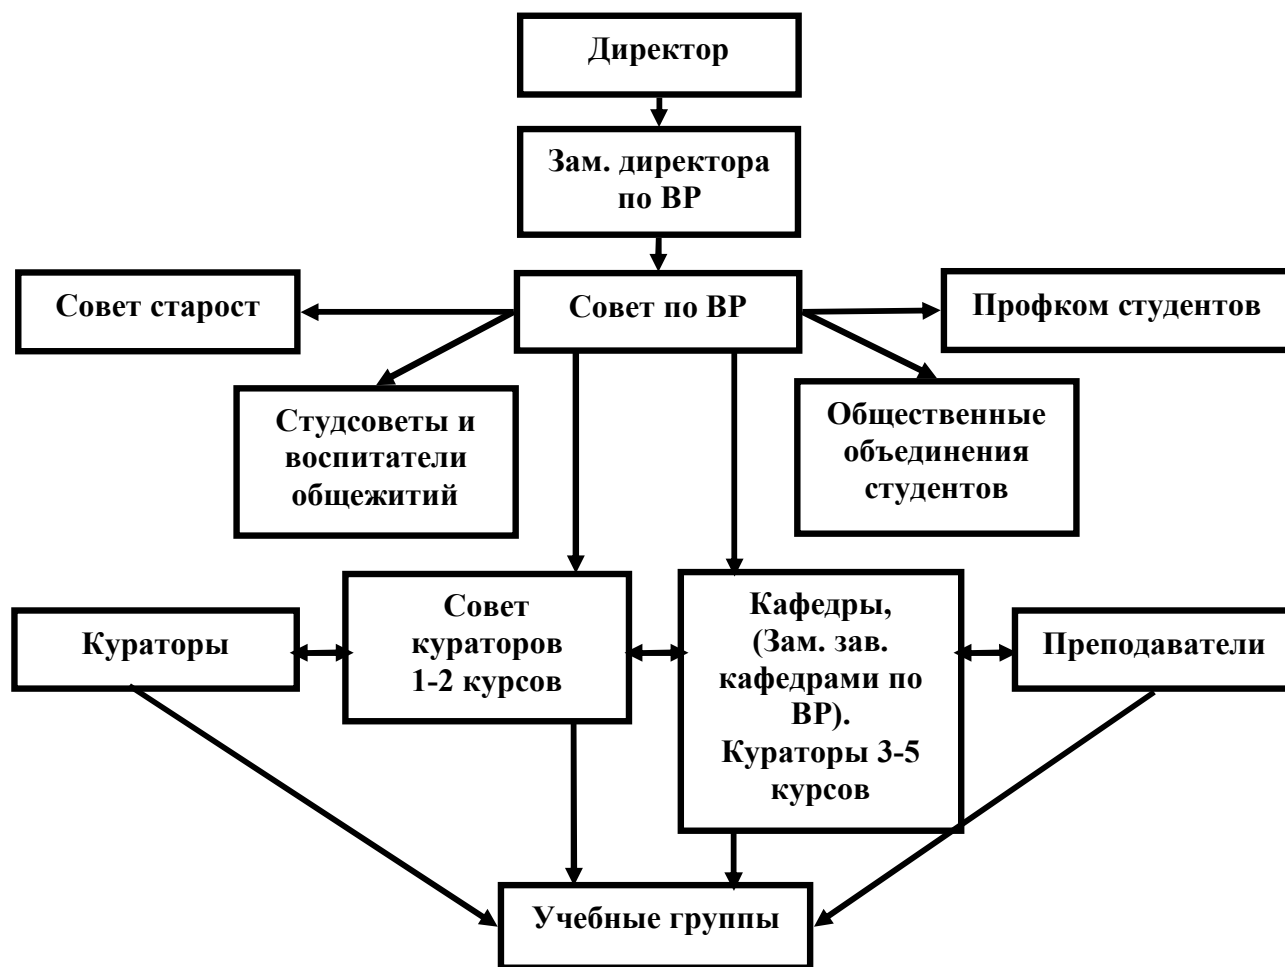 Директор
Зам. директора
по ВР
Совет старост
Совет по ВР
Профком студентов
Студсоветы и
воспитатели
общежитий
Общественные
объединения
студентов
Кураторы
Совет
кураторов
1-2 курсов
Кафедры,
(Зам. зав.
кафедрами по
ВР).
Кураторы 3-5
курсов
Преподаватели
Учебные группы